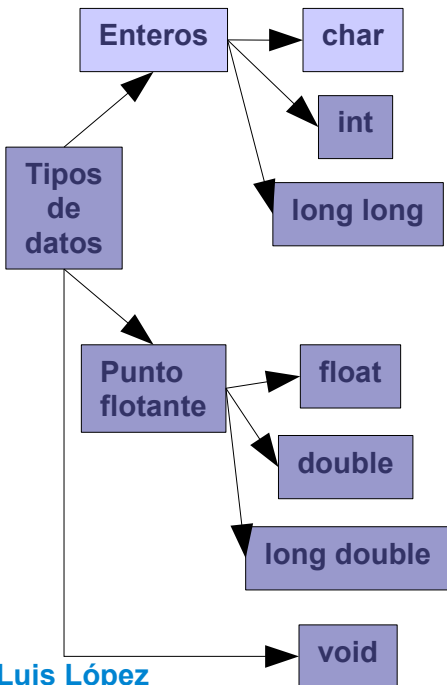 Enteros
char
int
Tipos
de
datos
long long
Punto
flotante
float
double
long double
void
Luis López